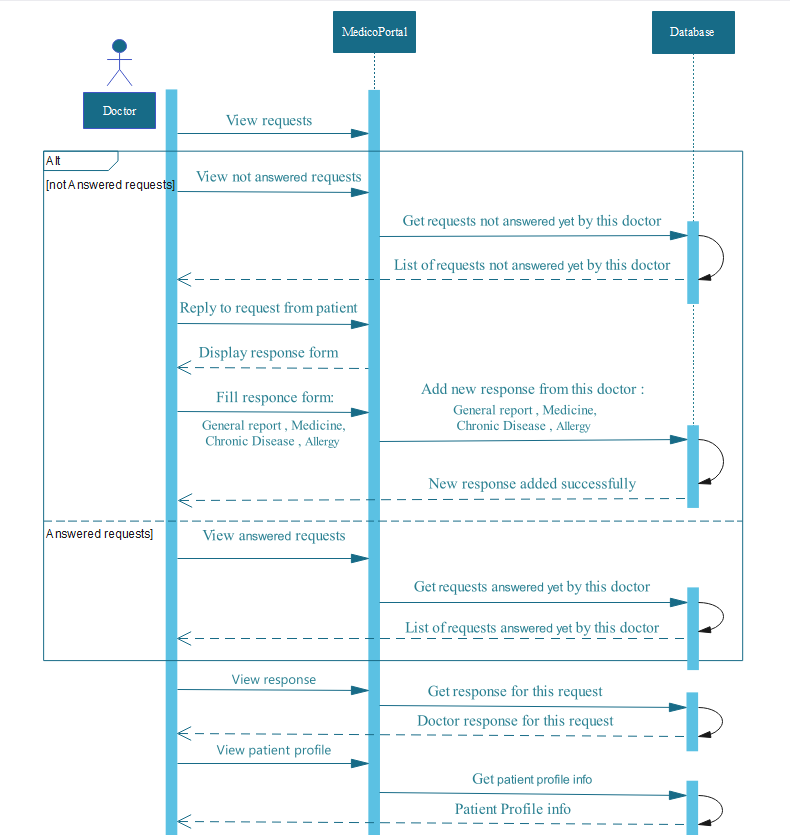 MedicoPortal
Database
Doctor
View requests
Alt
[not Answered requests]
View not answered requests
Get requests not answered yet by this doctor
List of requests not answered yet by this doctor
Reply to request from patient
Display response form
Fill responce form:
General report , Medicine,
Chronic Disease , Allergy
Add new response from this doctor :
General report , Medicine,
Chronic Disease , Allergy
New response added successfully
Answered requests]
View answered requests
Get requests answered yet by this doctor
List of requests answered yet by this doctor
View response
Get response for this request
Doctor response for this request
View patient profile
Get patient profile info
Patient Profile info